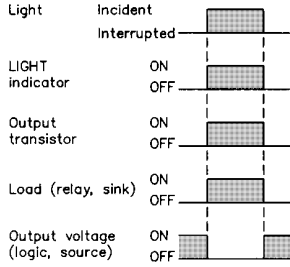 Light Incident
Interrupted
LIGHT ON
indicator OFF
Output ON
transistor OFF
Load (relay, sink) ON
OFF
Output voltage ON
(logic, source) OFF